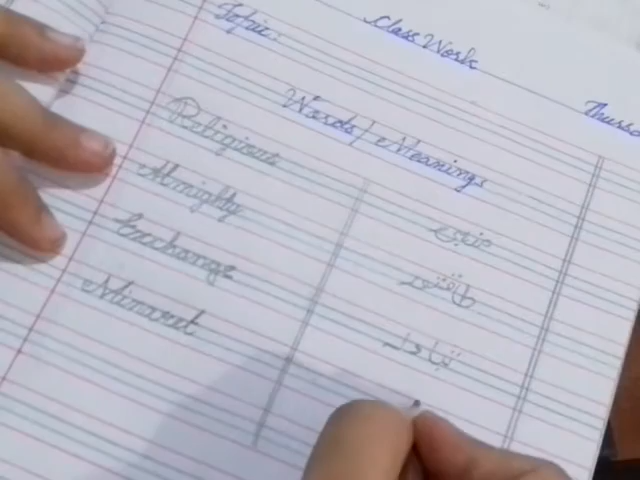 Class Work
Topic: Thursd
Words/Meanings
Religious مذہبی
Almighty طاقتور
Exchange تبادلہ
Minaret